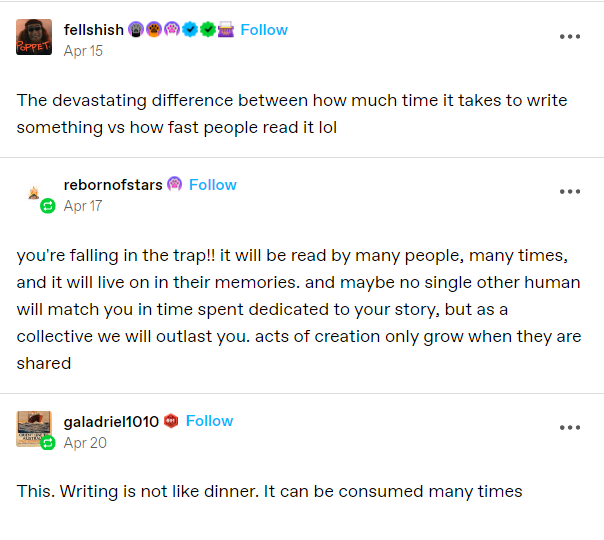 fellshish Follow
Apr 15
The devastating difference between how much time it takes to write
something vs how fast people read it lol
rebornofstars Follow
Apr 17
you're falling in the trap!! it will be read by many people, many times,
and it will live on in their memories. and maybe no single other human
will match you in time spent dedicated to your story, but as a
collective we will outlast you. acts of creation only grow when they are
shared
galadriel1010 Follow
Apr 20
This. Writing is not like dinner. It can be consumed many times